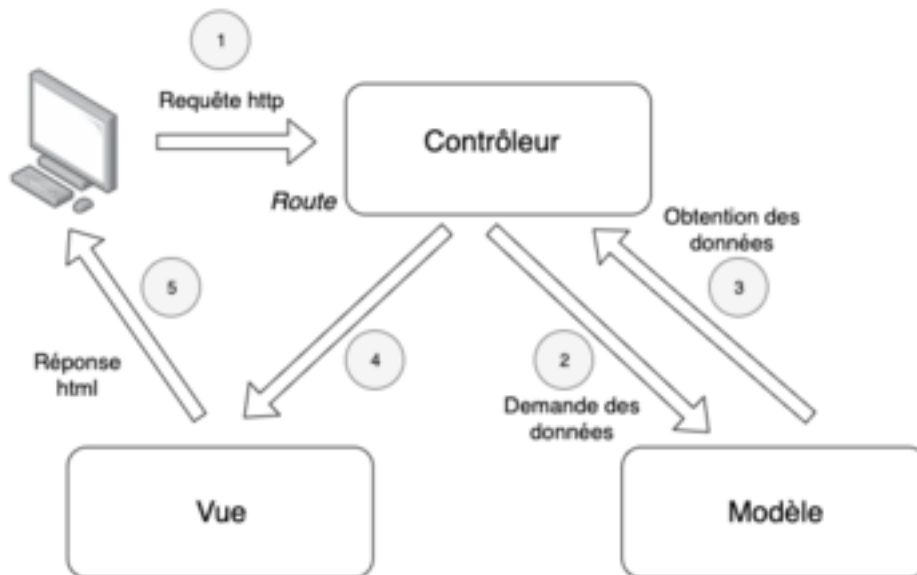 1
Requête http
Contrôleur
Route
Obtention des
données
5
3
4
2
Réponse
html
Demande des
données
Vue
Modèle